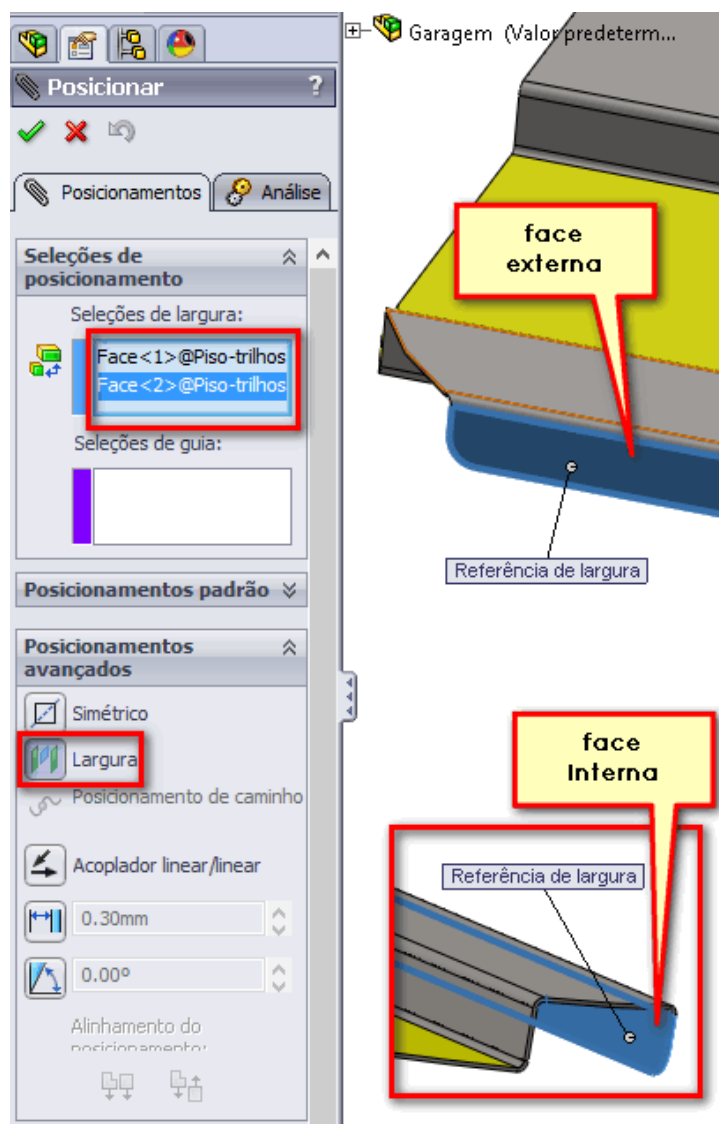 Garagem (Valor predeterm...
Posicionar
?
Posicionamentos
Análise
Seleções de
posicionamento
Seleções de largura:
Face<1>@Piso-trilhos
Face<2>@Piso-trilhos
Seleções de guia:
Posicionamentos padrão
Posicionamentos
avançados
Simétrico
Largura
Posicionamento de caminho
Acoplador linear/linear
0.30mm
0.00º
Alinhamento do
posicionamento:
face
externa
Referência de largura
face
Interna
Referência de largura